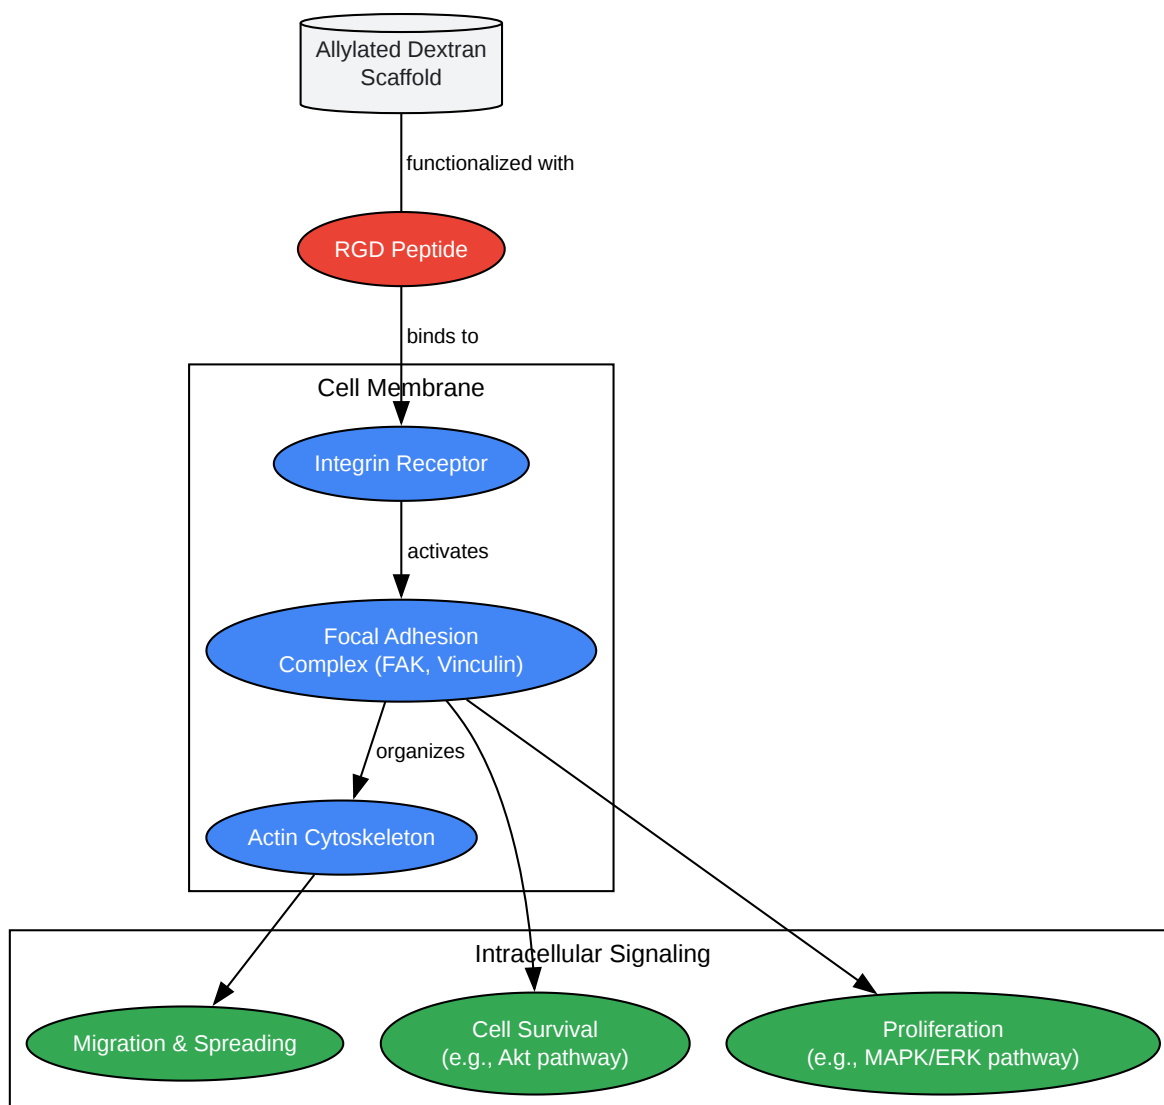 Allylated Dextran
Scaffold
functionalized with
RGD Peptide
binds to
Cell Membrane
Integrin Receptor
activates
Focal Adhesion
Complex (FAK, Vinculin)
organizes
Actin Cytoskeleton
Intracellular Signaling
Migration & Spreading
Cell Survival
(e.g., Akt pathway)
Proliferation
(e.g., MAPK/ERK pathway)